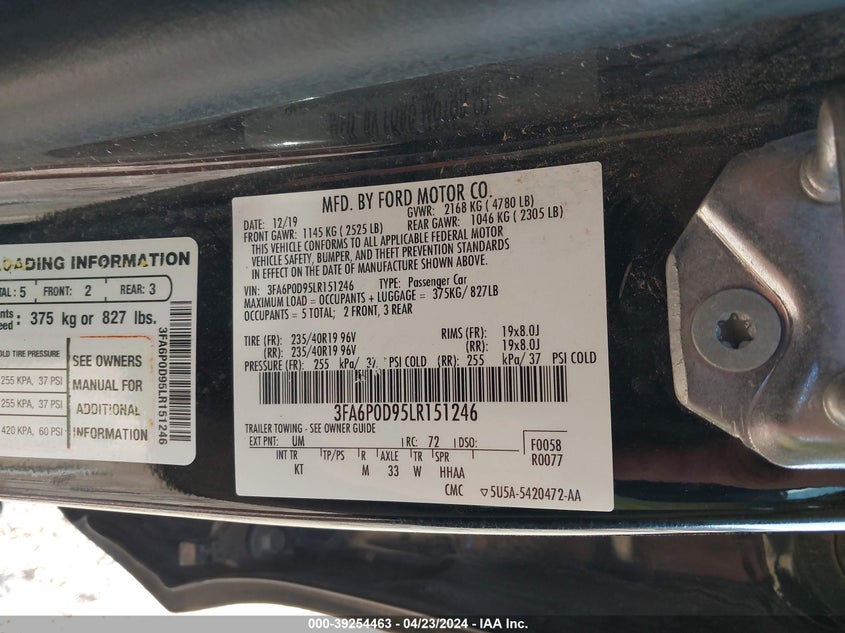 MFD. BY FORD MOTOR CO.
DATE: 12/19
GVWR: 2168 KG ( 4780 LB)
FRONT GAWR: 1145 KG ( 2525 LB)
REAR GAWR: 1046 KG ( 2305 LB)
THIS VEHICLE CONFORMS TO ALL APPLICABLE FEDERAL MOTOR
VEHICLE SAFETY, BUMPER, AND THEFT PREVENTION STANDARDS
IN EFFECT ON THE DATE OF MANUFACTURE SHOWN ABOVE.
VIN: 3FA6P0D95LR151246 TYPE: Passenger Car
MAXIMUM LOAD = OCCUPANTS + LUGGAGE = 375KG/ 827LB
OCCUPANTS = 5 TOTAL; 2 FRONT, 3 REAR
TIRE (FR): 235/40R19 96V RIMS (FR): 19x8.0J
(RR): 235/40R19 96V (RR): 19x8.0J
PRESSURE (FR): 255 kPa/ 37 PSI COLD (RR): 255 kPa/ 37 PSI COLD
3FA6P0D95LR151246
TRAILER TOWING - SEE OWNER GUIDE
EXT PNT: UM RC: 72 DSO: F0058
INT TR TP/PS R AXLE TR SPR R0077
KT M 33 W HHAA
CMC 5U5A-5420472-AA
LOADING INFORMATION
TAL: 5 FRONT: 2 REAR: 3
375 kg or 827 lbs.
OLD TIRE PRESSURE
255 KPA, 37 PSI
255 KPA, 37 PSI
420 KPA, 60 PSI
SEE OWNERS
MANUAL FOR
ADDITIONAL
INFORMATION
3FA6P0D95LR151246
000-39254463 - 04/23/2024 - IAA Inc.